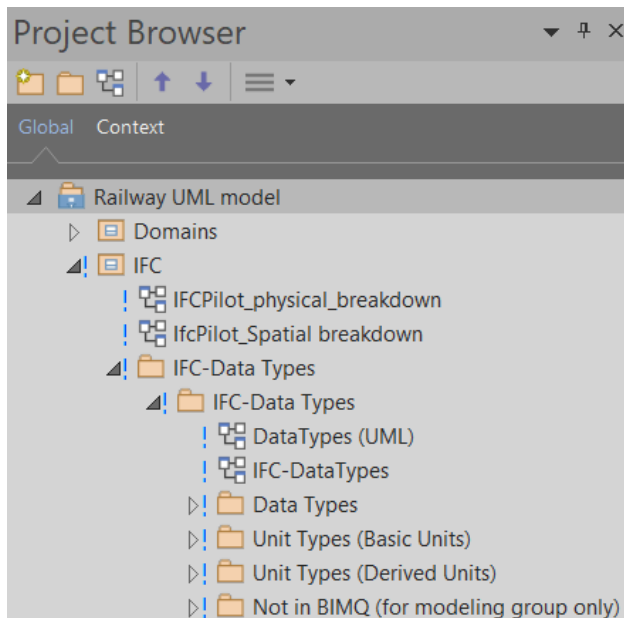 Project Browser
Global Context
Railway UML model
Domains
IFC
IFCPilot_physical_breakdown
IfcPilot_Spatial breakdown
IFC-Data Types
IFC-Data Types
DataTypes (UML)
IFC-DataTypes
Data Types
Unit Types (Basic Units)
Unit Types (Derived Units)
Not in BIMQ (for modeling group only)